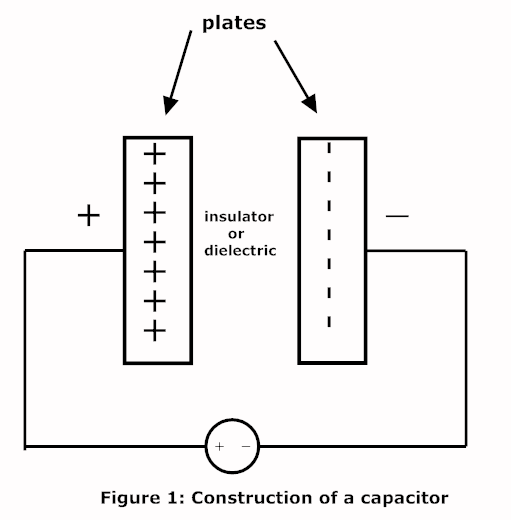 plates
+ + + + + + + +
- - - - - - -
−
insulator
or
dielectric
+ −
Figure 1: Construction of a capacitor